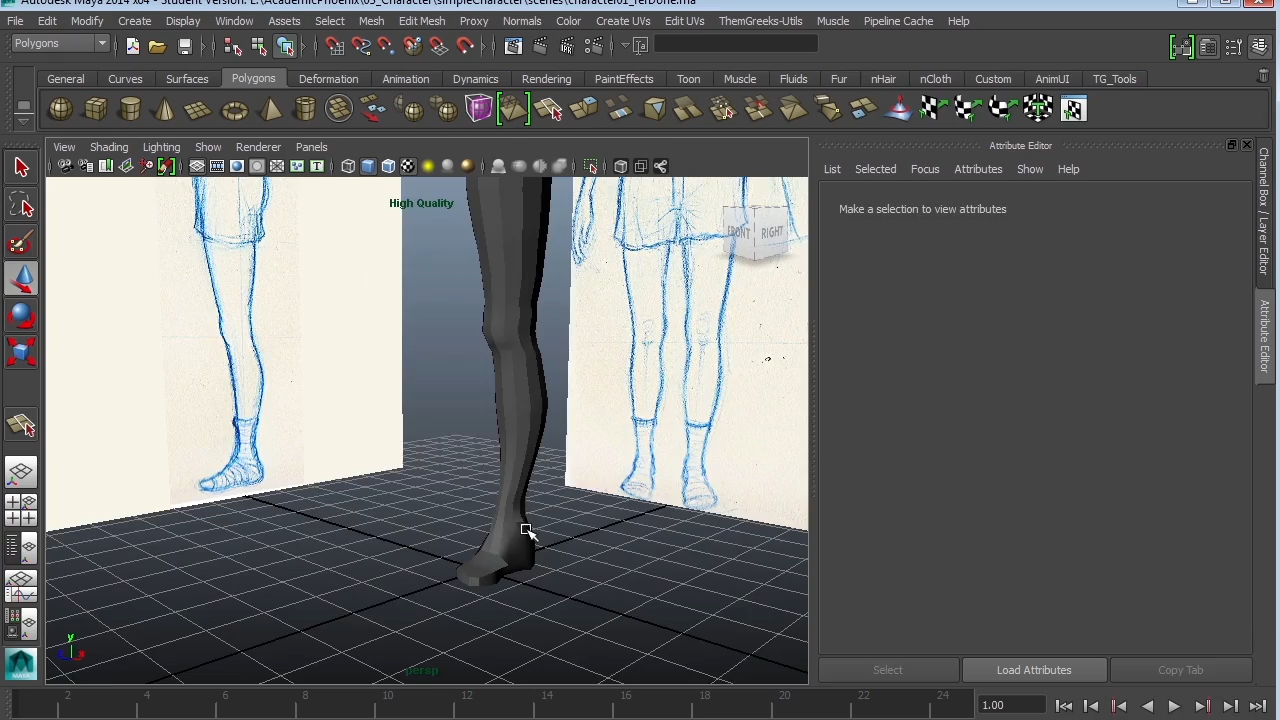 Autodesk Maya 2014 x64 - Student Version: E:\AcademicPhoenix\05_Character\simpleCharacter\scenes\character01_refDone.ma
File Edit Modify Create Display Window Assets Select Mesh Edit Mesh Proxy Normals Color Create UVs Edit UVs ThemGreeks-Utils Muscle Pipeline Cache Help
Polygons
General Curves Surfaces Polygons Deformation Animation Dynamics Rendering PaintEffects Toon Muscle Fluids Fur nHair nCloth Custom AnimUI TG_Tools
View Shading Lighting Show Renderer Panels
Attribute Editor
List Selected Focus Attributes Show Help
High Quality
Make a selection to view attributes
FRONT RIGHT
Channel Box / Layer Editor
Attribute Editor
y
persp
Select Load Attributes Copy Tab
2 4 6 8 10 12 14 16 18 20 22 24
1.00